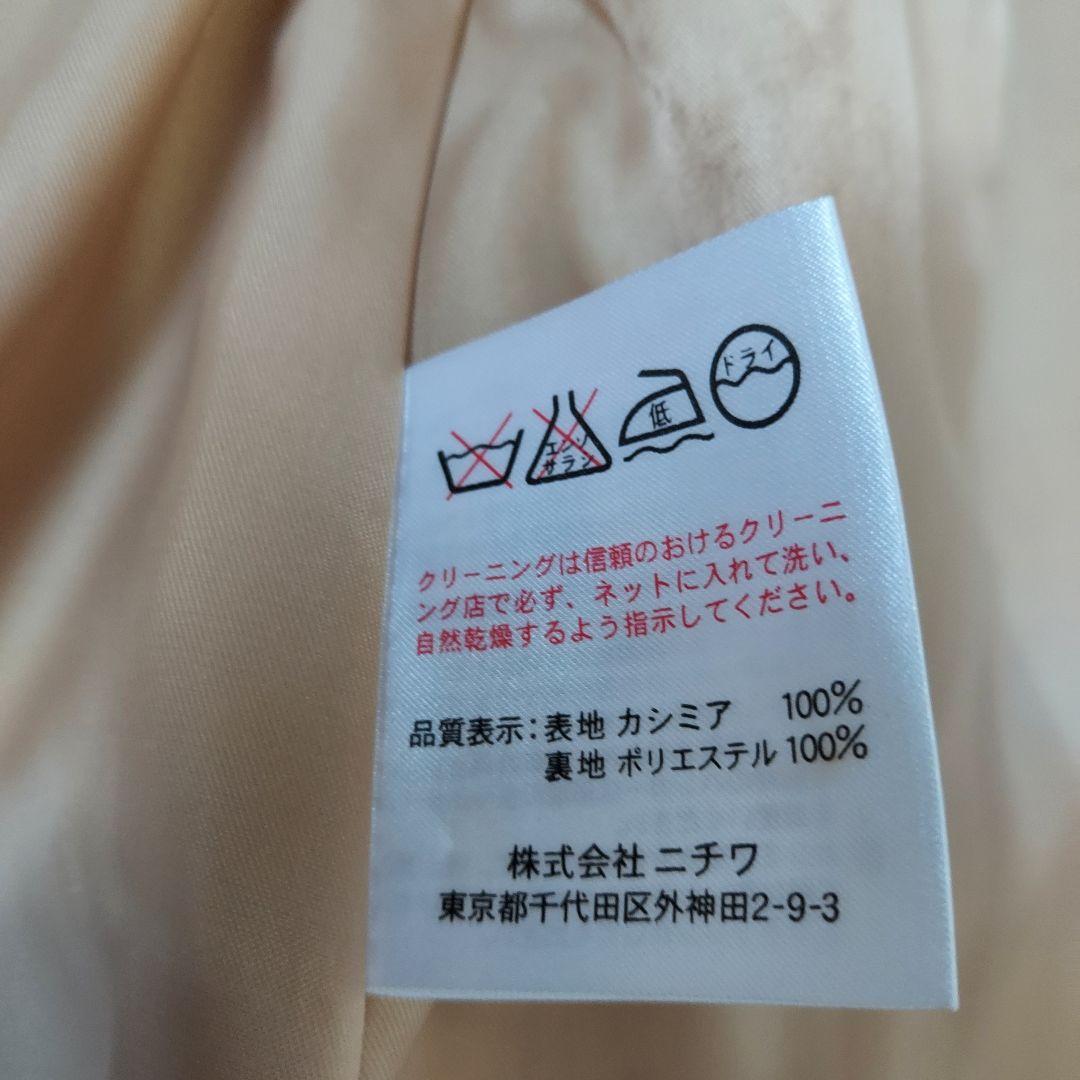 ドライ
低
エンソ
サラシ
クリーニングは信頼のおけるクリーニ
ング店で必ず、ネットに入れて洗い、
自然乾燥するよう指示してください。
品質表示:表地 カシミア 100%
裏地 ポリエステル 100%
株式会社 ニチワ
東京都千代田区外神田2-9-3